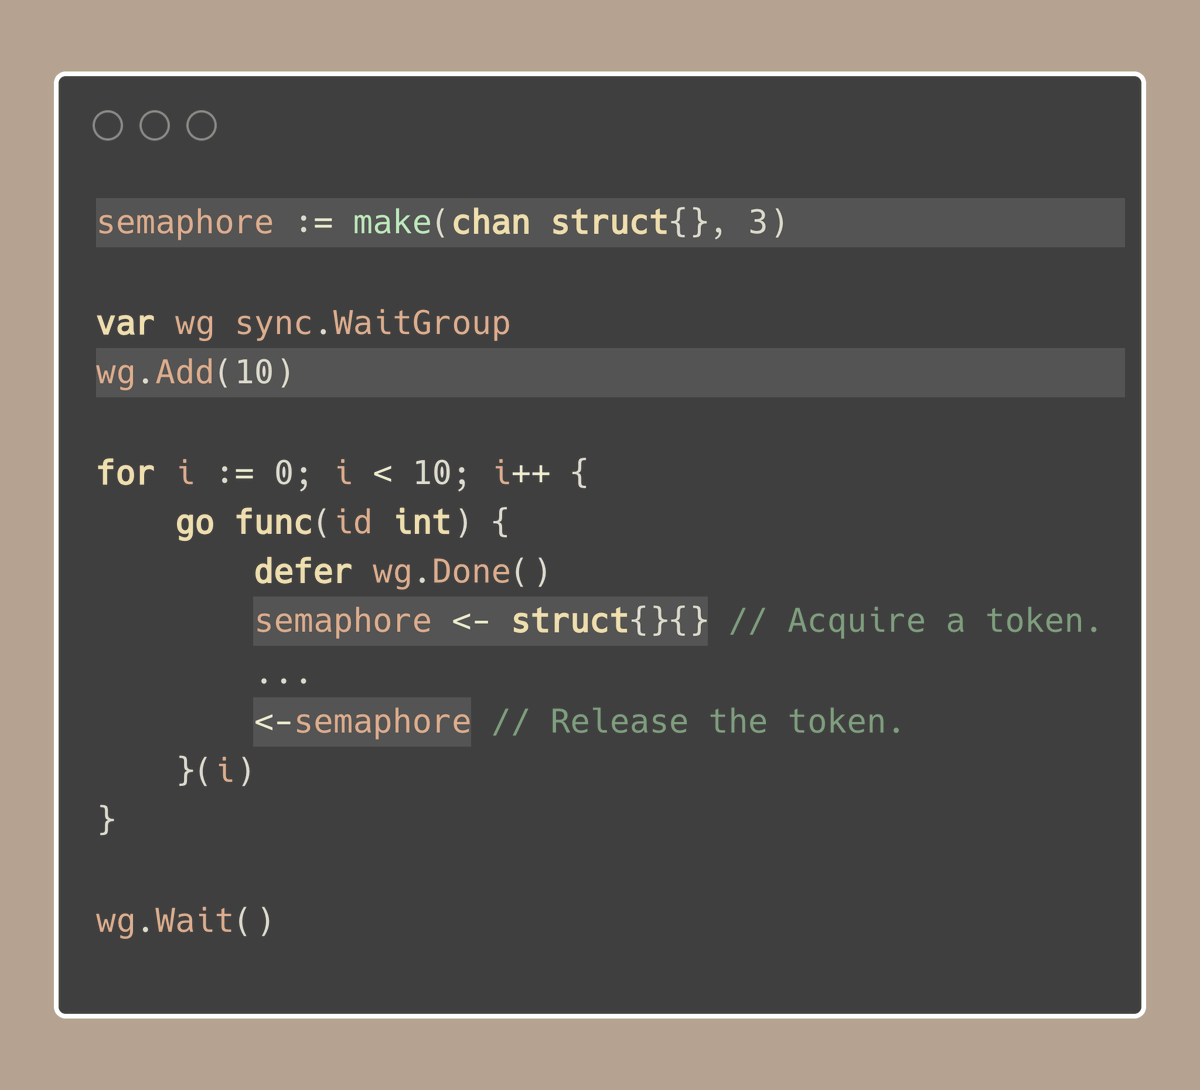 semaphore := make(chan struct{}, 3)
var wg sync.WaitGroup
wg.Add(10)
for i := 0; i < 10; i++ {
    go func(id int) {
        defer wg.Done()
        semaphore <- struct{}{} // Acquire a token.
        ...
        <-semaphore // Release the token.
    }(i)
}
wg.Wait()